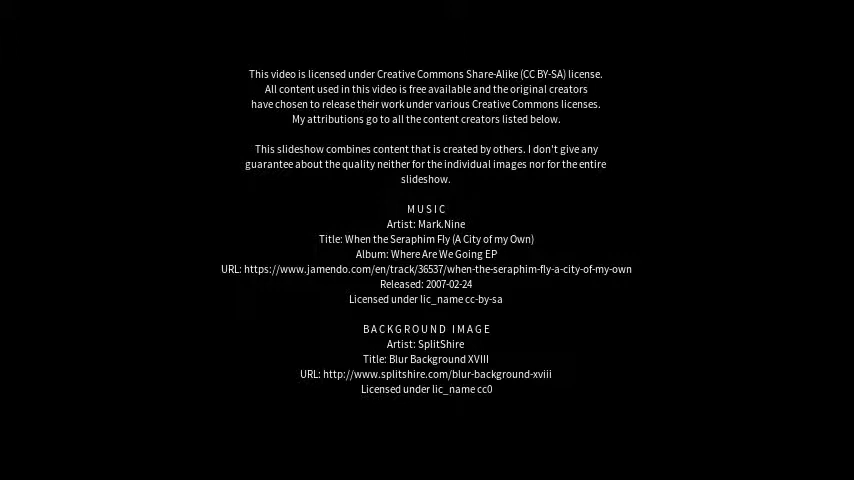 This video is licensed under Creative Commons Share-Alike (CC BY-SA) license.
All content used in this video is free available and the original creators
have chosen to release their work under various Creative Commons licenses.
My attributions go to all the content creators listed below.
This slideshow combines content that is created by others. I don't give any
guarantee about the quality neither for the individual images nor for the entire
slideshow.
MUSIC
Artist: Mark.Nine
Title: When the Seraphim Fly (A City of my Own)
Album: Where Are We Going EP
URL: https://www.jamendo.com/en/track/36537/when-the-seraphim-fly-a-city-of-my-own
Released: 2007-02-24
Licensed under lic_name cc-by-sa
BACKGROUND IMAGE
Artist: SplitShire
Title: Blur Background XVIII
URL: http://www.splitshire.com/blur-background-xviii
Licensed under lic_name cc0